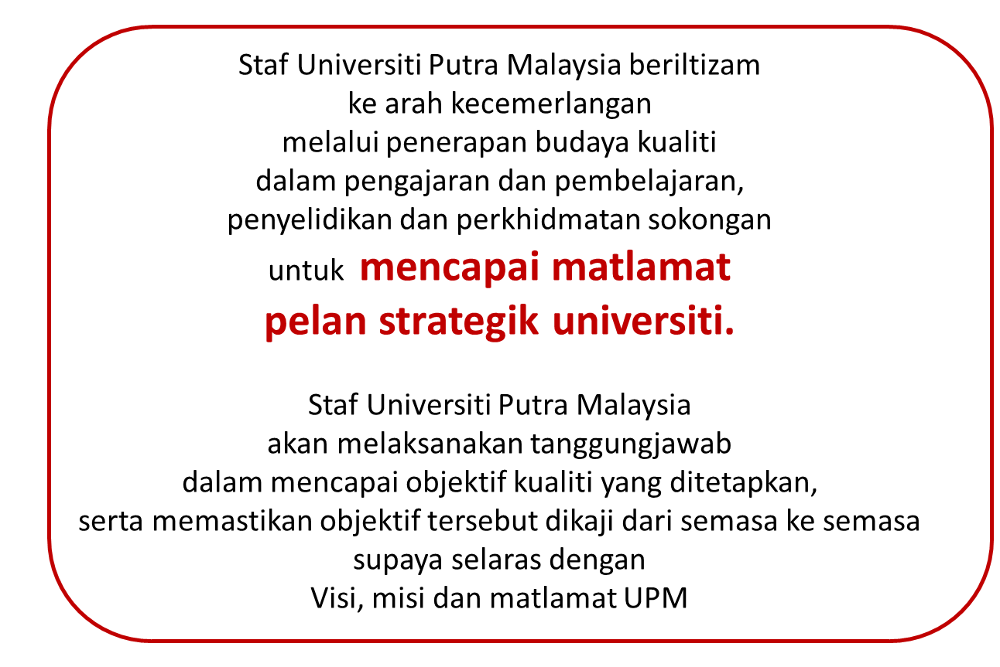 Staf Universiti Putra Malaysia beriltizam
ke arah kecemerlangan
melalui penerapan budaya kualiti
dalam pengajaran dan pembelajaran,
penyelidikan dan perkhidmatan sokongan
untuk mencapai matlamat
pelan strategik universiti.
Staf Universiti Putra Malaysia
akan melaksanakan tanggungjawab
dalam mencapai objektif kualiti yang ditetapkan,
serta memastikan objektif tersebut dikaji dari semasa ke semasa
supaya selaras dengan
Visi, misi dan matlamat UPM